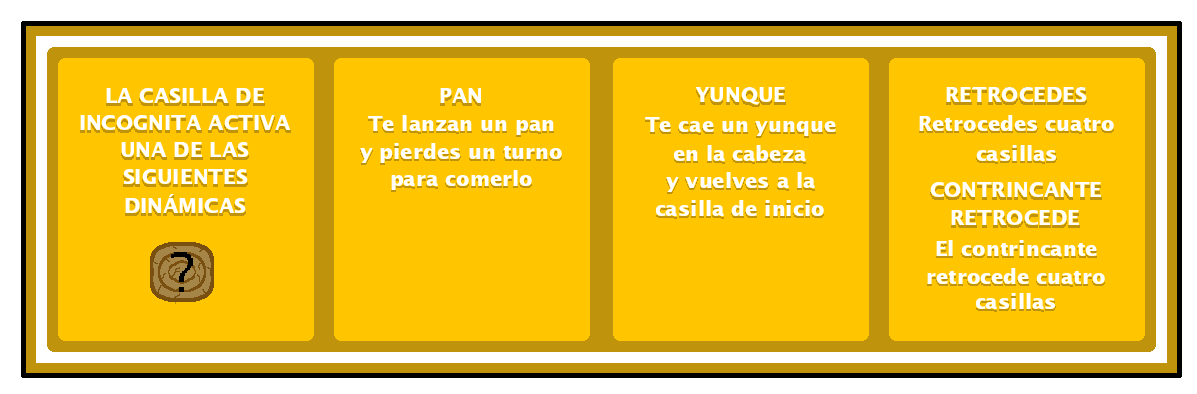 LA CASILLA DE
INCOGNITA ACTIVA
UNA DE LAS
SIGUIENTES
DINÁMICAS
?
PAN
Te lanzan un pan
y pierdes un turno
para comerlo
YUNQUE
Te cae un yunque
en la cabeza
y vuelves a la
casilla de inicio
RETROCEDES
Retrocedes cuatro
casillas
CONTRINCANTE
RETROCEDE
El contrincante
retrocede cuatro
casillas